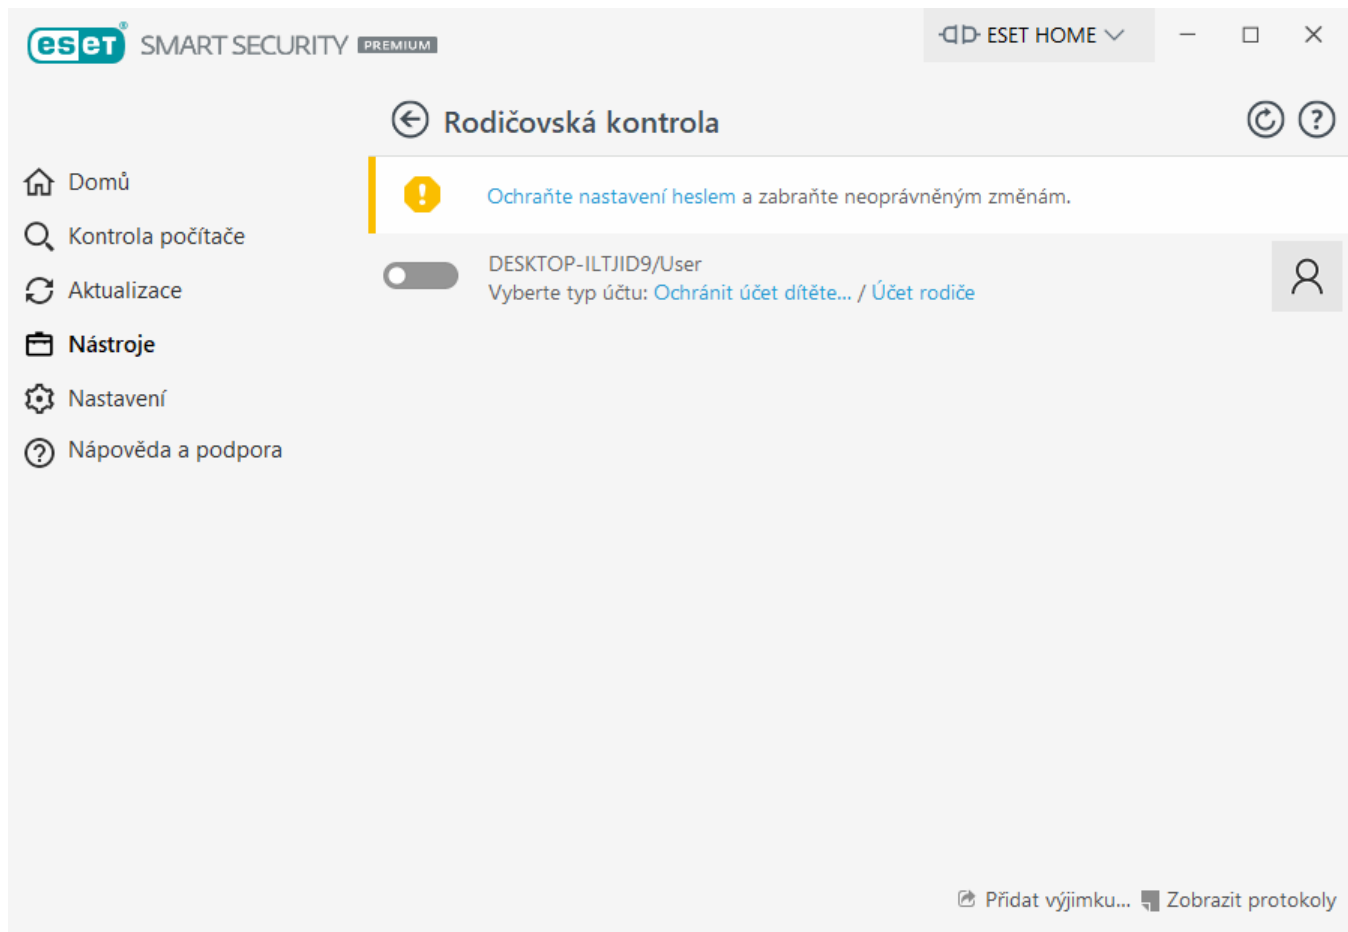 eset® SMART SECURITY PREMIUM
ESET HOME
Rodičovská kontrola
Domů
Kontrola počítače
Aktualizace
Nástroje
Nastavení
Nápověda a podpora
Ochraňte nastavení heslem a zabraňte neoprávněným změnám.
DESKTOP-ILTJID9/User
Vyberte typ účtu: Ochránit účet dítěte... / Účet rodiče
Přidat výjimku... Zobrazit protokoly